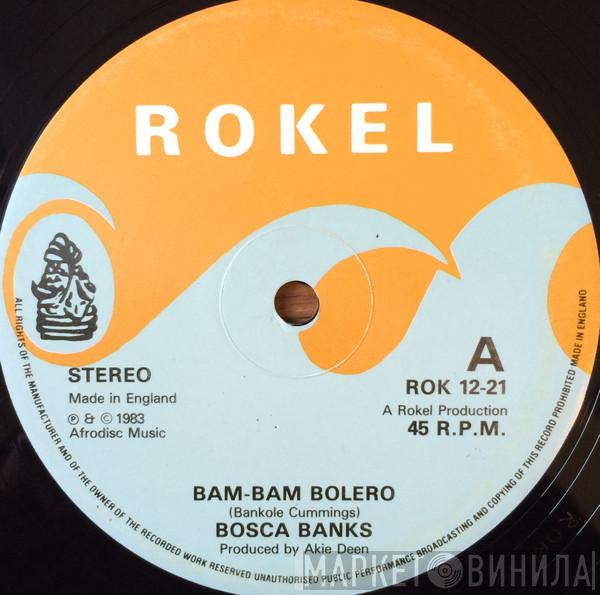 ROKEL
STEREO
Made in England
℗ & © 1983
Afrodisc Music
A
ROK 12-21
A Rokel Production
45 R.P.M.
BAM-BAM BOLERO
(Bankole Cummings)
BOSCA BANKS
Produced by Akie Deen
ALL RIGHTS OF THE MANUFACTURER AND OF THE OWNER OF THE RECORDED WORK RESERVED UNAUTHORISED PUBLIC PERFORMANCE BROADCASTING AND COPYING OF THIS RECORD PROHIBITED MADE IN ENGLAND
МАРКЕТ ВИНИЛА